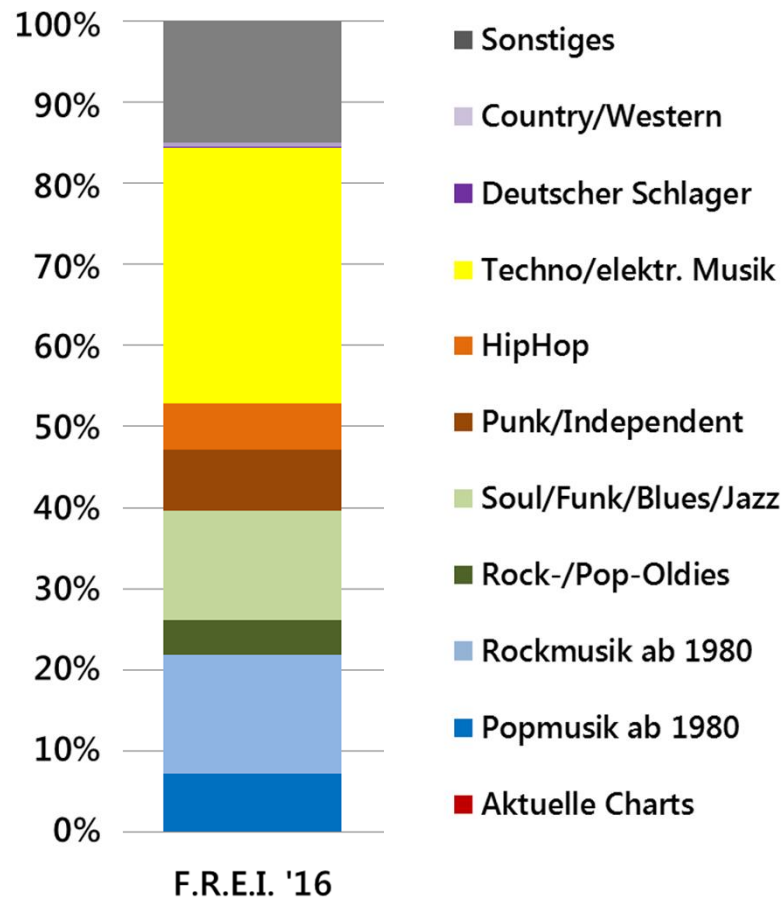 100%
90%
80%
70%
60%
50%
40%
30%
20%
10%
0%
F.R.E.I. '16
Sonstiges
Country/Western
Deutscher Schlager
Techno/elektr. Musik
HipHop
Punk/Independent
Soul/Funk/Blues/Jazz
Rock-/Pop-Oldies
Rockmusik ab 1980
Popmusik ab 1980
Aktuelle Charts